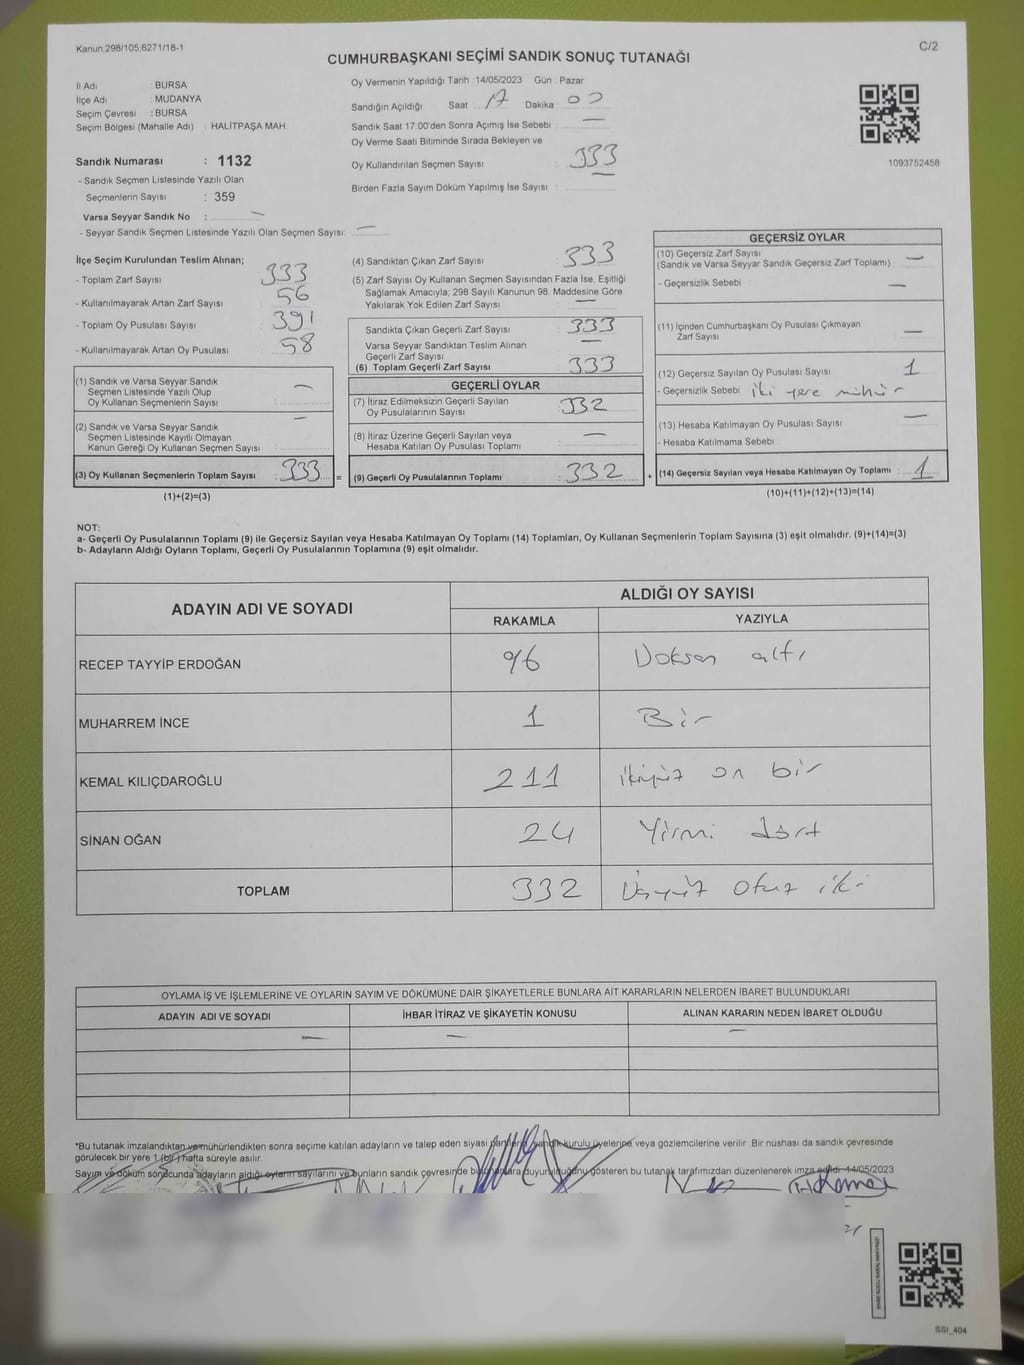 Kanun:298/105;6271/18-1
C/2
CUMHURBAŞKANI SEÇİMİ SANDIK SONUÇ TUTANAĞI
İl Adı : BURSA
İlçe Adı : MUDANYA
Seçim Çevresi : BURSA
Seçim Bölgesi (Mahalle Adı) : HALİTPAŞA MAH.
Sandık Numarası : 1132
- Sandık Seçmen Listesinde Yazılı Olan
Seçmenlerin Sayısı : 359
Varsa Seyyar Sandık No : —
- Seyyar Sandık Seçmen Listesinde Yazılı Olan Seçmen Sayısı: —
Oy Vermenin Yapıldığı Tarih :14/05/2023 Gün : Pazar
Sandığın Açıldığı Saat : 17 Dakika : 00
Sandık Saat 17:00'den Sonra Açımış İse Sebebi : —
Oy Verme Saati Bitiminde Sırada Bekleyen ve
Oy Kullandırılan Seçmen Sayısı : 333
Birden Fazla Sayım Döküm Yapılmış İse Sayısı :
1093752458
İlçe Seçim Kurulundan Teslim Alınan;
- Toplam Zarf Sayısı : 333
- Kullanılmayarak Artan Zarf Sayısı : 56
- Toplam Oy Pusulası Sayısı : 391
- Kullanılmayarak Artan Oy Pusulası : 58
(1) Sandık ve Varsa Seyyar Sandık
Seçmen Listesinde Yazılı Olup
Oy Kullanan Seçmenlerin Sayısı : —
(2) Sandık ve Varsa Seyyar Sandık
Seçmen Listesinde Kayıtlı Olmayan
Kanun Gereği Oy Kullanan Seçmen Sayısı : —
(3) Oy Kullanan Seçmenlerin Toplam Sayısı : 333 =
(1)+(2)=(3)
(4) Sandıktan Çıkan Zarf Sayısı : 333
(5) Zarf Sayısı Oy Kullanan Seçmen Sayısından Fazla İse, Eşitliği
Sağlamak Amacıyla; 298 Sayılı Kanunun 98. Maddesine Göre
Yakılarak Yok Edilen Zarf Sayısı : —
Sandıkta Çıkan Geçerli Zarf Sayısı : 333
Varsa Seyyar Sandıktan Teslim Alınan
Geçerli Zarf Sayısı : —
(6) Toplam Geçerli Zarf Sayısı : 333
GEÇERLİ OYLAR
(7) İtiraz Edilmeksizin Geçerli Sayılan
Oy Pusulalarının Sayısı : 332
(8) İtiraz Üzerine Geçerli Sayılan veya
Hesaba Katılan Oy Pusulası Toplamı : —
(9) Geçerli Oy Pusulalarının Toplamı : 332 +
GEÇERSİZ OYLAR
(10) Geçersiz Zarf Sayısı
(Sandık ve Varsa Seyyar Sandık Geçersiz Zarf Toplamı) : —
- Geçersizlik Sebebi : —
(11) İçinden Cumhurbaşkanı Oy Pusulası Çıkmayan
Zarf Sayısı : —
(12) Geçersiz Sayılan Oy Pusulası Sayısı : 1
- Geçersizlik Sebebi : iki yere mühür
(13) Hesaba Katılmayan Oy Pusulası Sayısı : —
- Hesaba Katılmama Sebebi :
(14) Geçersiz Sayılan veya Hesaba Katılmayan Oy Toplamı : 1
(10)+(11)+(12)+(13)=(14)
NOT:
a- Geçerli Oy Pusulalarının Toplamı (9) ile Geçersiz Sayılan veya Hesaba Katılmayan Oy Toplamı (14) Toplamları, Oy Kullanan Seçmenlerin Toplam Sayısına (3) eşit olmalıdır. (9)+(14)=(3)
b- Adayların Aldığı Oyların Toplamı, Geçerli Oy Pusulalarının Toplamına (9) eşit olmalıdır.
ADAYIN ADI VE SOYADI ALDIĞI OY SAYISI
RAKAMLA YAZIYLA
RECEP TAYYİP ERDOĞAN 96 Doksan altı
MUHARREM İNCE 1 Bir
KEMAL KILIÇDAROĞLU 211 ikiyüz on bir
SİNAN OĞAN 24 Yirmi dört
TOPLAM 332 Üçyüz otuz iki
OYLAMA İŞ VE İŞLEMLERİNE VE OYLARIN SAYIM VE DÖKÜMÜNE DAİR ŞİKAYETLERLE BUNLARA AİT KARARLARIN NELERDEN İBARET BULUNDUKLARI
ADAYIN ADI VE SOYADI İHBAR İTİRAZ VE ŞİKAYETİN KONUSU ALINAN KARARIN NEDEN İBARET OLDUĞU
— — —
*Bu tutanak imzalandıktan ve mühürlendikten sonra seçime katılan adayların ve talep eden siyasi partilerin sandık kurulu üyelerine veya gözlemcilerine verilir. Bir nüshası da sandık çevresinde
görülecek bir yere 1 (bir) hafta süreyle asılır.
Sayım ve döküm sonucunda adayların aldığı oyların sayılarını ve bunların sandık çevresinde bulunanlara duyurulduğunu gösteren bu tutanak tarafımızdan düzenlenerek imza edildi. 14/05/2023
SSI_404